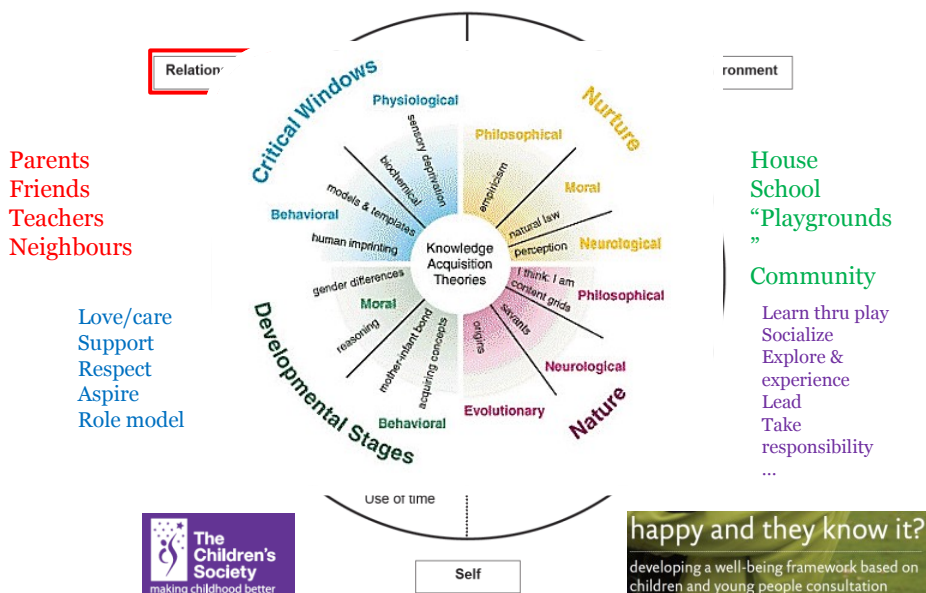 Relation
ronment
Parents
Friends
Teachers
Neighbours
Love/care
Support
Respect
Aspire
Role model
Critical Windows
Physiological
sensory deprivation
biochemical
models & templates
Behavioral
human imprinting
Nurture
Philosophical
empiricism
Moral
natural law
perception
Neurological
Knowledge
Acquisition
Theories
gender differences
Moral
reasoning
mother-infant bond
acquiring concepts
Behavioral
Developmental Stages
I think: I am
content grids
Philosophical
savants
origins
Neurological
Evolutionary
Nature
House
School
“Playgrounds
”
Community
Learn thru play
Socialize
Explore &
experience
Lead
Take
responsibility
...
Use of time
The
Children's
Society
making childhood better
Self
happy and they know it?
developing a well-being framework based on
children and young people consultation